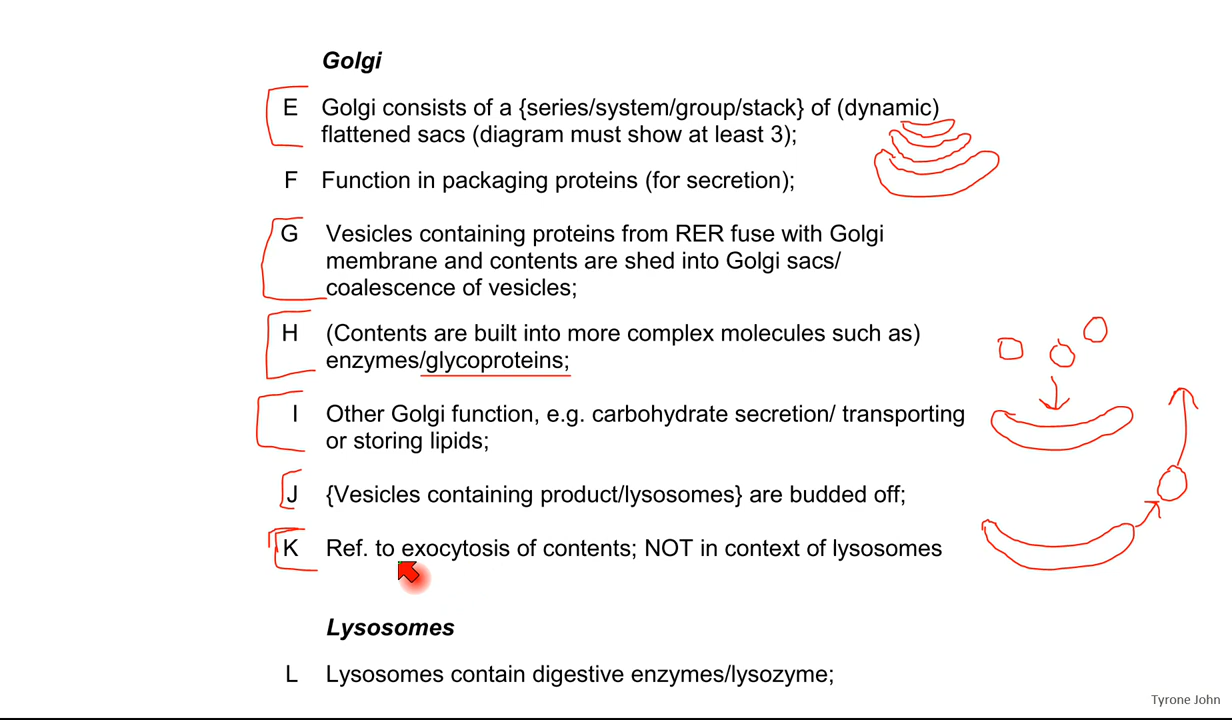 Golgi
E Golgi consists of a {series/system/group/stack} of (dynamic)
flattened sacs (diagram must show at least 3);
F Function in packaging proteins (for secretion);
G Vesicles containing proteins from RER fuse with Golgi
membrane and contents are shed into Golgi sacs/
coalescence of vesicles;
H (Contents are built into more complex molecules such as)
enzymes/glycoproteins;
I Other Golgi function, e.g. carbohydrate secretion/ transporting
or storing lipids;
J {Vesicles containing product/lysosomes} are budded off;
K Ref. to exocytosis of contents; NOT in context of lysosomes
Lysosomes
L Lysosomes contain digestive enzymes/lysozyme;
Tyrone John